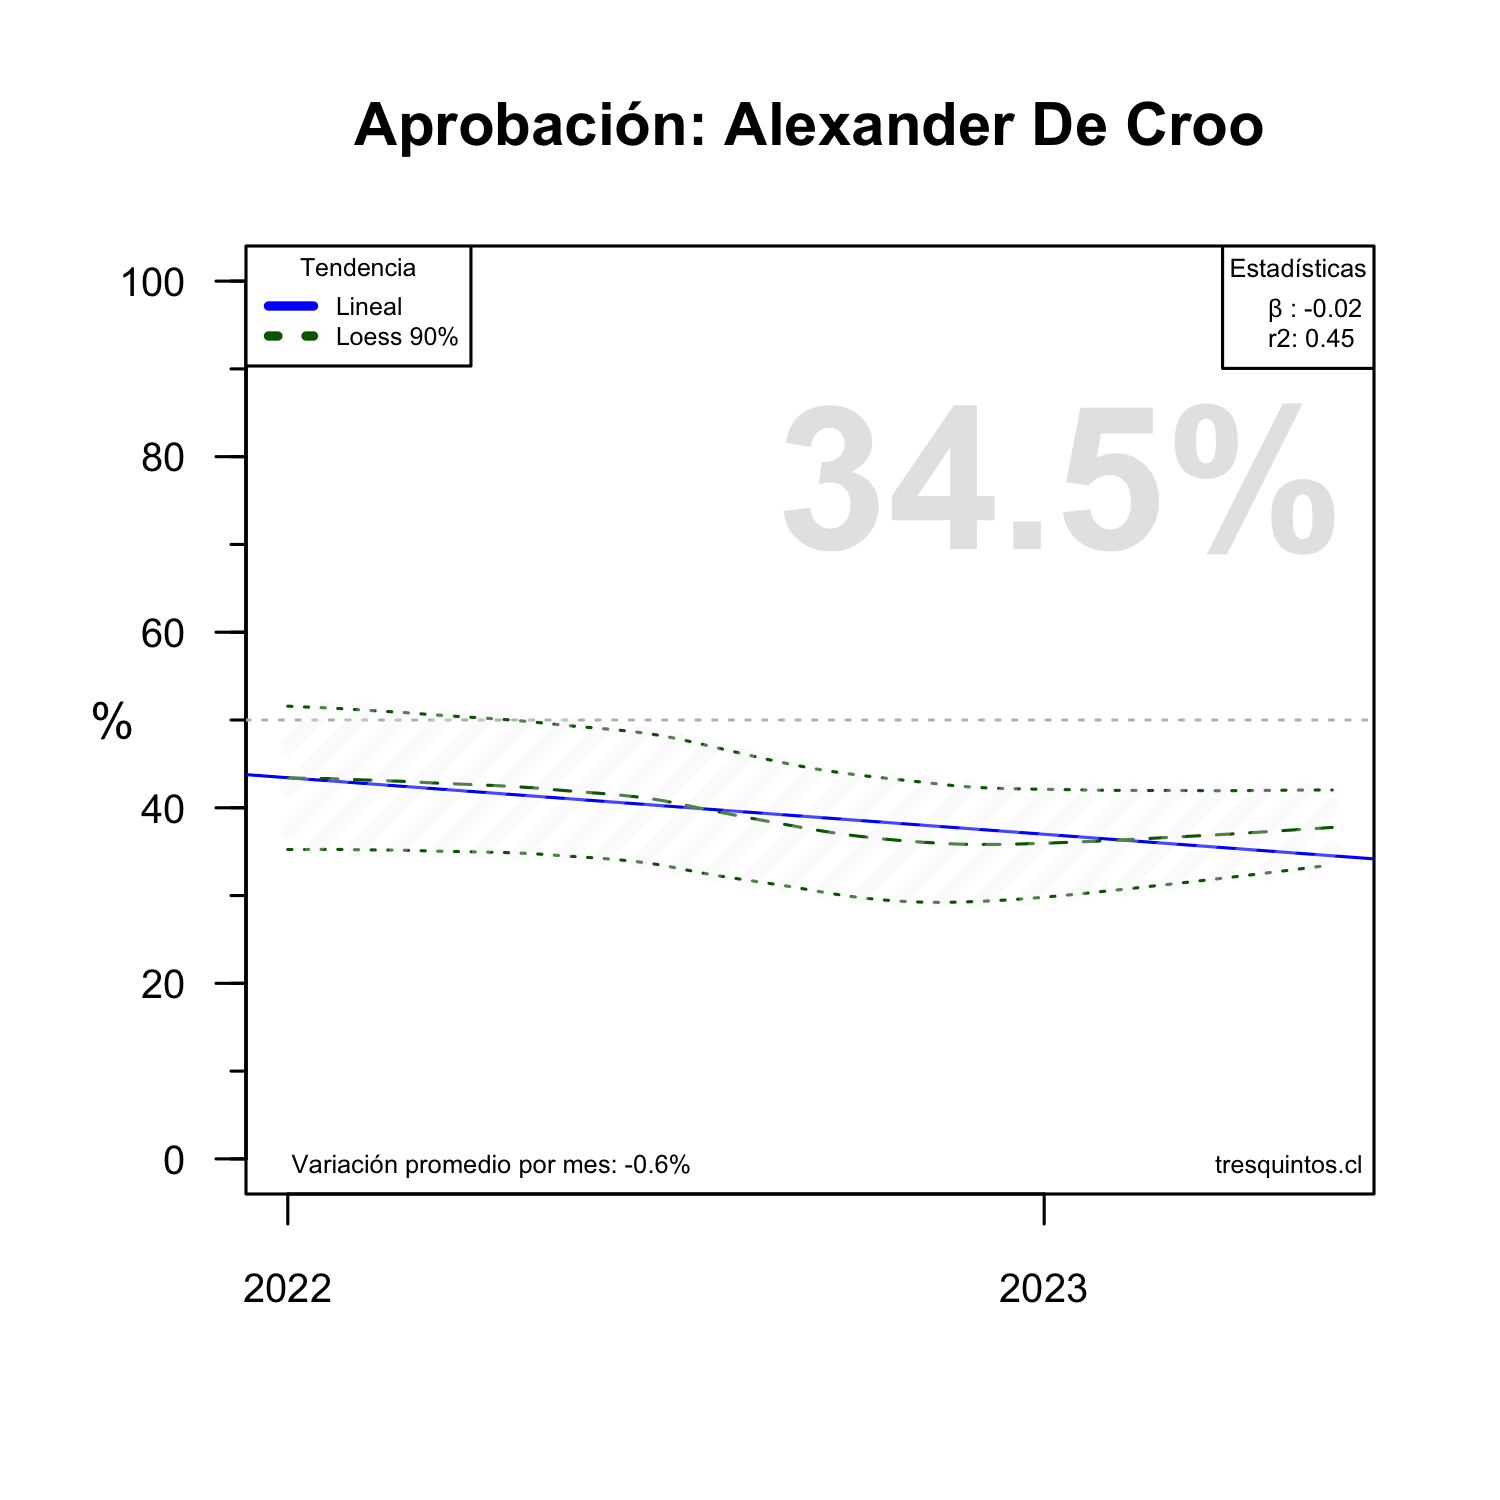 Aprobación: Alexander De Croo
Tendencia
Lineal
Loess 90%
Estadísticas
β : -0.02
r2: 0.45
34.5%
100
80
60
%
40
20
0
Variación promedio por mes: -0.6%
tresquintos.cl
2022
2023